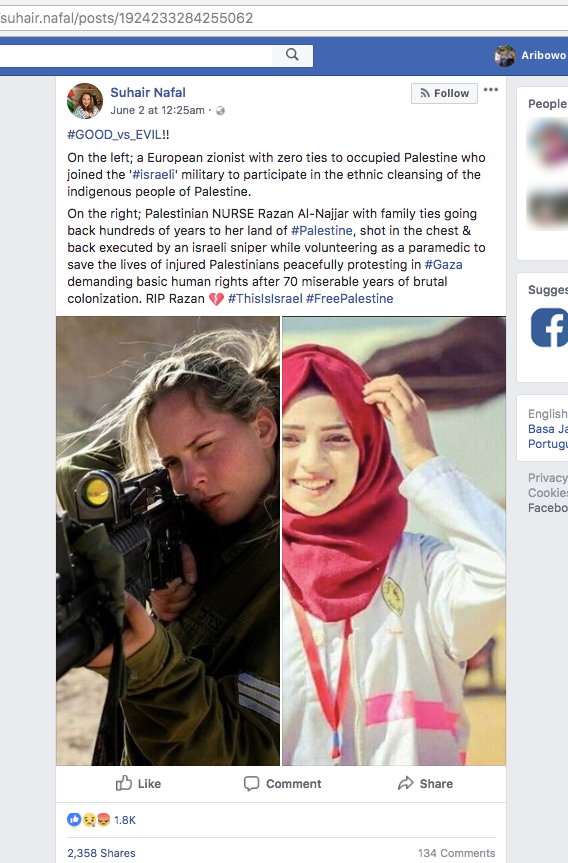 /suhair.nafal/posts/1924233284255062
Aribowo
Suhair Nafal
June 2 at 12:25am ·
Follow
#GOOD_vs_EVIL!!
On the left; a European zionist with zero ties to occupied Palestine who
joined the '#israeli' military to participate in the ethnic cleansing of the
indigenous people of Palestine.
On the right; Palestinian NURSE Razan Al-Najjar with family ties going
back hundreds of years to her land of #Palestine, shot in the chest &
back executed by an israeli sniper while volunteering as a paramedic to
save the lives of injured Palestinians peacefully protesting in #Gaza
demanding basic human rights after 70 miserable years of brutal
colonization. RIP Razan 💔 #ThisIsIsrael #FreePalestine
Like
Comment
Share
1.8K
2,358 Shares
134 Comments
People
Sugges
English
Basa Ja
Portugu
Privacy
Cookies
Facebo